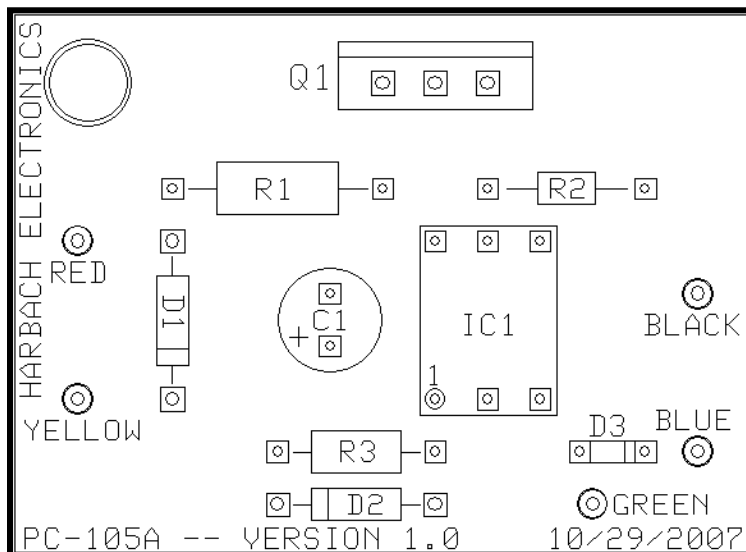 HARBACH ELECTRONICS
Q1
R1
R2
RED
D1
C1
+
IC1
BLACK
1
YELLOW
BLUE
D3
R3
D2
GREEN
PC-105A -- VERSION 1.0
10/29/2007